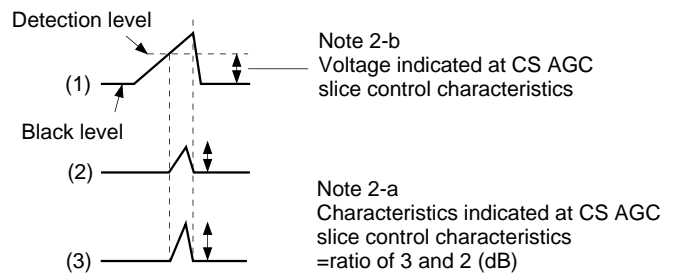 Detection level
Note 2-b
Voltage indicated at CS AGC
slice control characteristics
(1)
Black level
(2)
Note 2-a
Characteristics indicated at CS AGC
slice control characteristics
=ratio of 3 and 2 (dB)
(3)